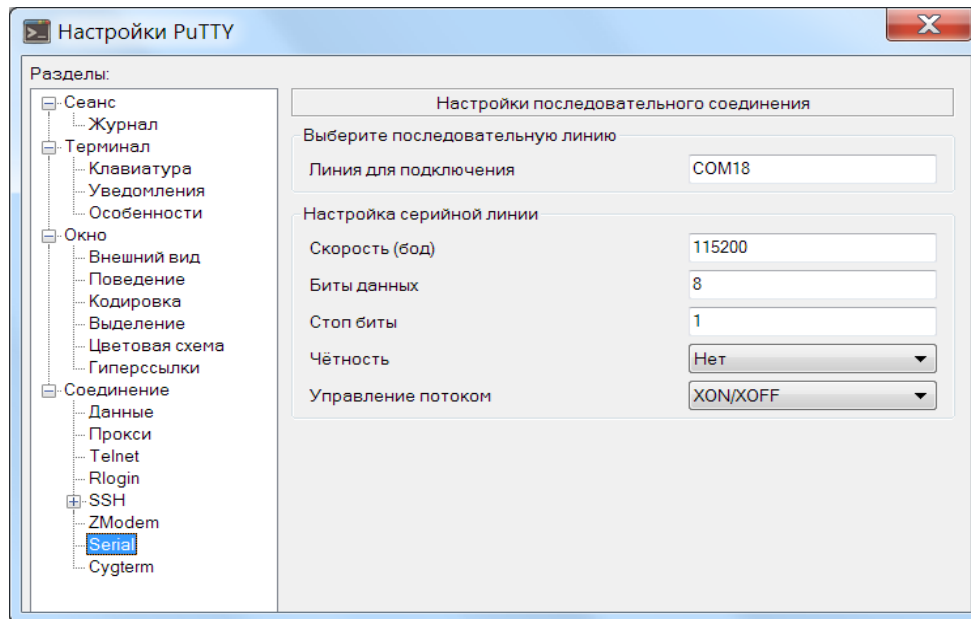 Настройки PuTTY
Разделы:
Сеанс
Журнал
Терминал
Клавиатура
Уведомления
Особенности
Окно
Внешний вид
Поведение
Кодировка
Выделение
Цветовая схема
Гиперссылки
Соединение
Данные
Прокси
Telnet
Rlogin
SSH
ZModem
Serial
Cygterm
Настройки последовательного соединения
Выберите последовательную линию
Линия для подключения COM18
Настройка серийной линии
Скорость (бод) 115200
Биты данных 8
Стоп биты 1
Чётность Нет
Управление потоком XON/XOFF